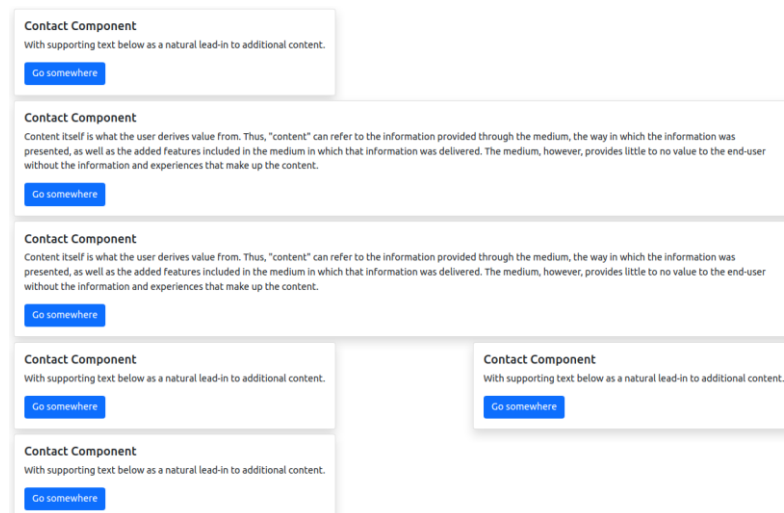 Contact Component
With supporting text below as a natural lead-in to additional content.
Go somewhere
Contact Component
Content itself is what the user derives value from. Thus, "content" can refer to the information provided through the medium, the way in which the information was
presented, as well as the added features included in the medium in which that information was delivered. The medium, however, provides little to no value to the end-user
without the information and experiences that make up the content.
Go somewhere
Contact Component
Content itself is what the user derives value from. Thus, "content" can refer to the information provided through the medium, the way in which the information was
presented, as well as the added features included in the medium in which that information was delivered. The medium, however, provides little to no value to the end-user
without the information and experiences that make up the content.
Go somewhere
Contact Component
With supporting text below as a natural lead-in to additional content.
Go somewhere
Contact Component
With supporting text below as a natural lead-in to additional content.
Go somewhere
Contact Component
With supporting text below as a natural lead-in to additional content.
Go somewhere